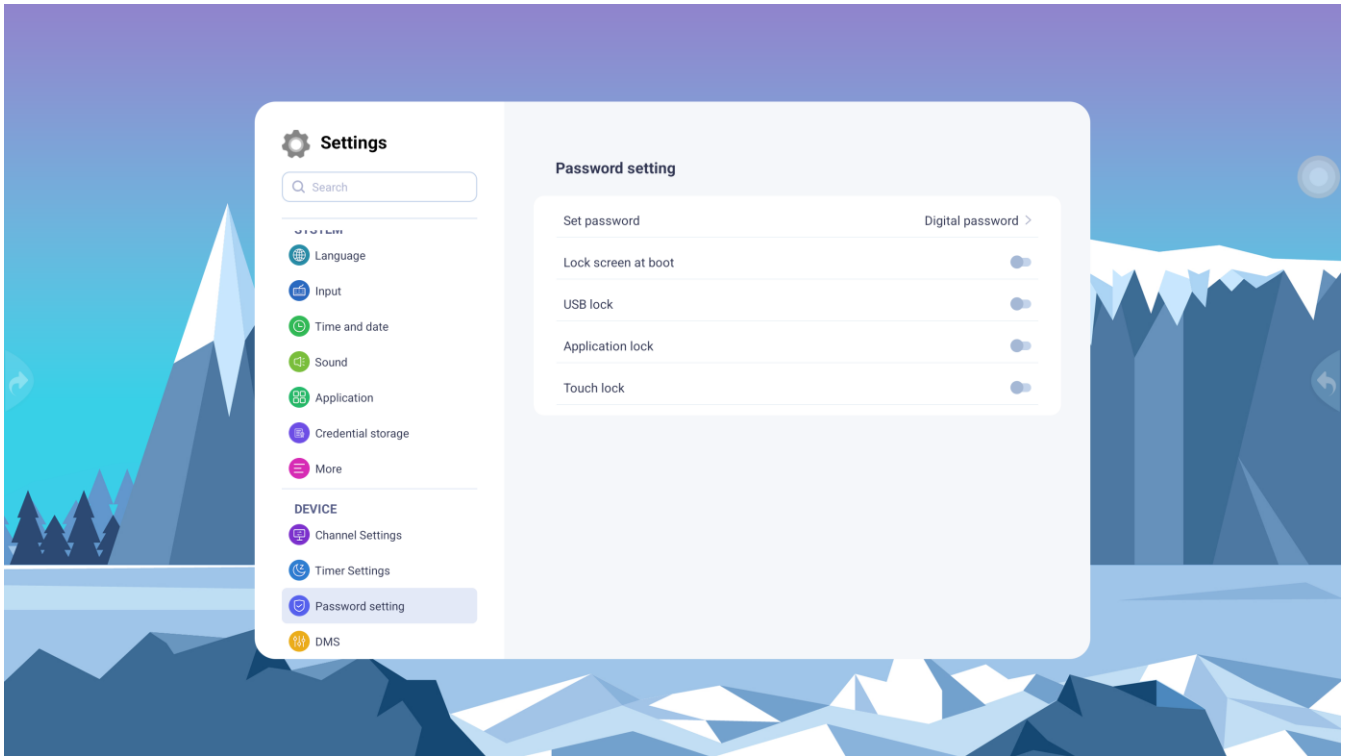 Settings
Search
SYSTEM
Language
Input
Time and date
Sound
Application
Credential storage
More
DEVICE
Channel Settings
Timer Settings
Password setting
DMS
Password setting
Set password Digital password
Lock screen at boot
USB lock
Application lock
Touch lock